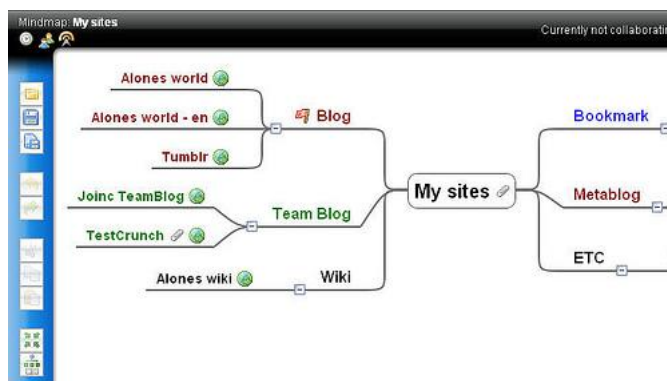 Mindmap: My sites
Currently not collaboratin
Alones world
Alones world - en
Blog
Tumblr
Joinc TeamBlog
Team Blog
TestCrunch
Alones wiki
Wiki
My sites
Bookmark
Metablog
ETC